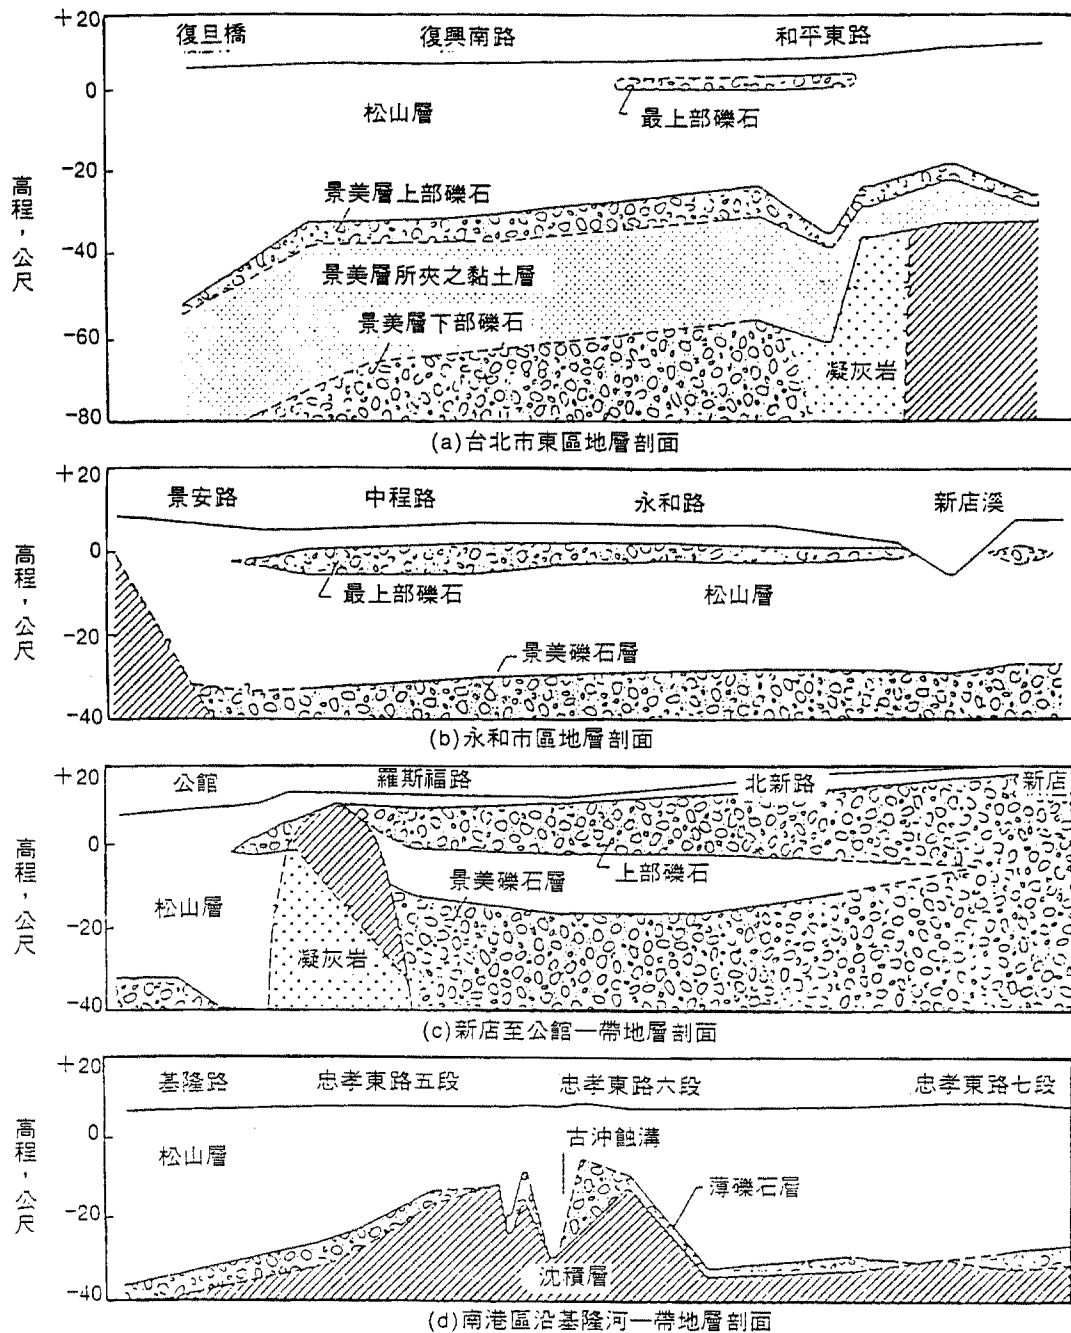 +20
復旦橋
復興南路
和平東路
0
松山層
最上部礫石
高程，公尺
-20
景美層上部礫石
-40
景美層所夾之黏土層
景美層下部礫石
-60
凝灰岩
-80
(a)台北市東區地層剖面
+20
景安路
中程路
永和路
新店溪
0
高程，公尺
最上部礫石
松山層
-20
景美礫石層
-40
(b)永和市區地層剖面
+20
公館
羅斯福路
北新路
新店
0
高程，公尺
景美礫石層
上部礫石
松山層
-20
凝灰岩
-40
(c)新店至公館一帶地層剖面
+20
基隆路
忠孝東路五段
忠孝東路六段
忠孝東路七段
0
古沖蝕溝
高程，公尺
松山層
薄礫石層
-20
沈積層
-40
(d)南港區沿基隆河一帶地層剖面